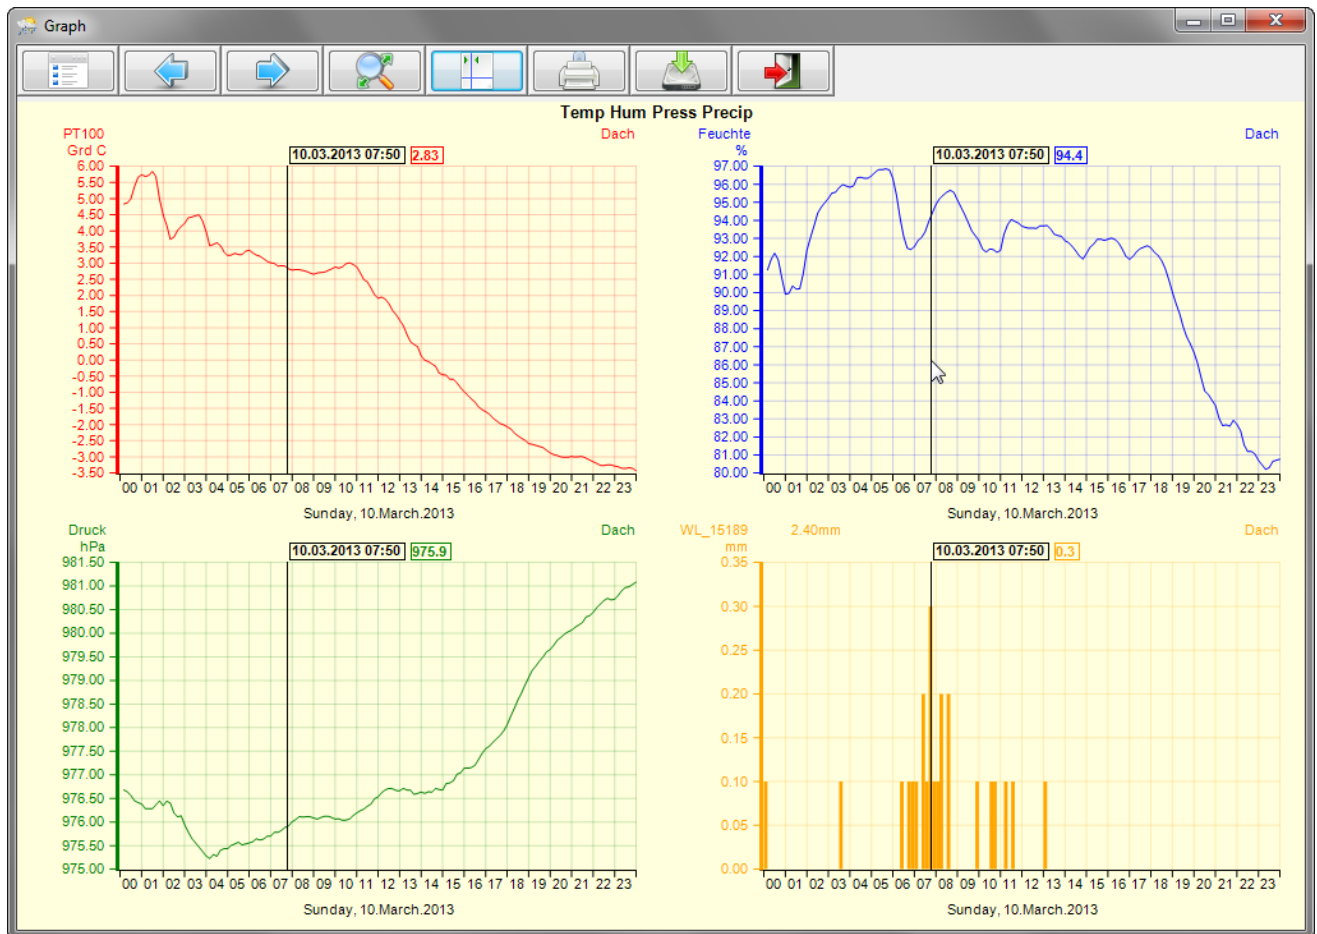 Graph
Temp Hum Press Precip
PT100 Dach
Grd C
10.03.2013 07:50 2.83
6.00
5.50
5.00
4.50
4.00
3.50
3.00
2.50
2.00
1.50
1.00
0.50
0.00
-0.50
-1.00
-1.50
-2.00
-2.50
-3.00
-3.50
00 01 02 03 04 05 06 07 08 09 10 11 12 13 14 15 16 17 18 19 20 21 22 23
Sunday, 10.March.2013
Feuchte Dach
%
10.03.2013 07:50 94.4
97.00
96.00
95.00
94.00
93.00
92.00
91.00
90.00
89.00
88.00
87.00
86.00
85.00
84.00
83.00
82.00
81.00
80.00
00 01 02 03 04 05 06 07 08 09 10 11 12 13 14 15 16 17 18 19 20 21 22 23
Sunday, 10.March.2013
Druck Dach
hPa
10.03.2013 07:50 975.9
981.50
981.00
980.50
980.00
979.50
979.00
978.50
978.00
977.50
977.00
976.50
976.00
975.50
975.00
00 01 02 03 04 05 06 07 08 09 10 11 12 13 14 15 16 17 18 19 20 21 22 23
Sunday, 10.March.2013
WL_15189 2.40mm Dach
mm
10.03.2013 07:50 0.3
0.35
0.30
0.25
0.20
0.15
0.10
0.05
0.00
00 01 02 03 04 05 06 07 08 09 10 11 12 13 14 15 16 17 18 19 20 21 22 23
Sunday, 10.March.2013